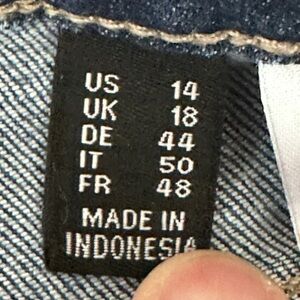 US 14
UK 18
DE 44
IT 50
FR 48
MADE IN
INDONESIA